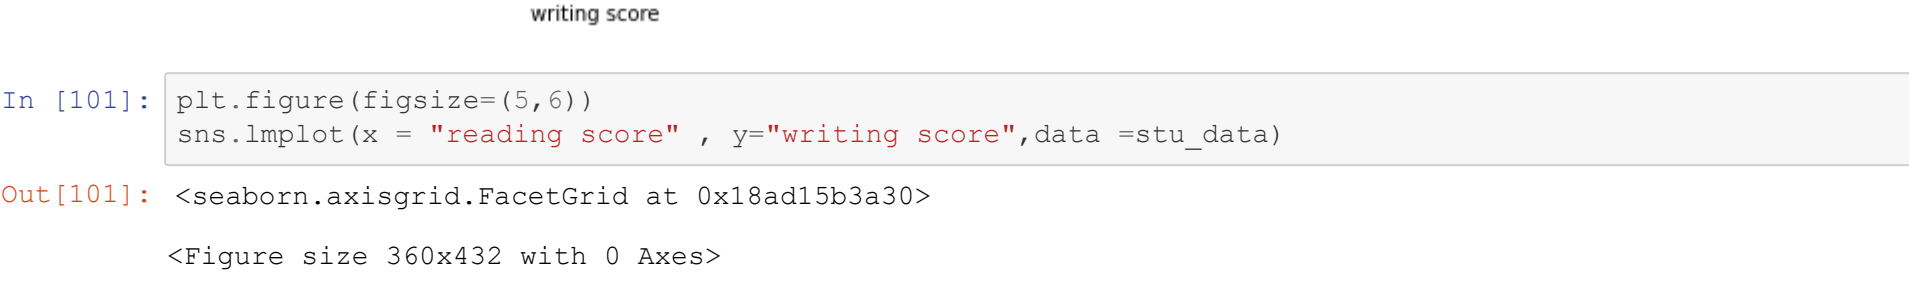 writing score
In [101]: plt.figure(figsize=(5,6))
sns.lmplot(x = "reading score" , y="writing score",data =stu_data)
Out[101]: <seaborn.axisgrid.FacetGrid at 0x18ad15b3a30>
<Figure size 360x432 with 0 Axes>